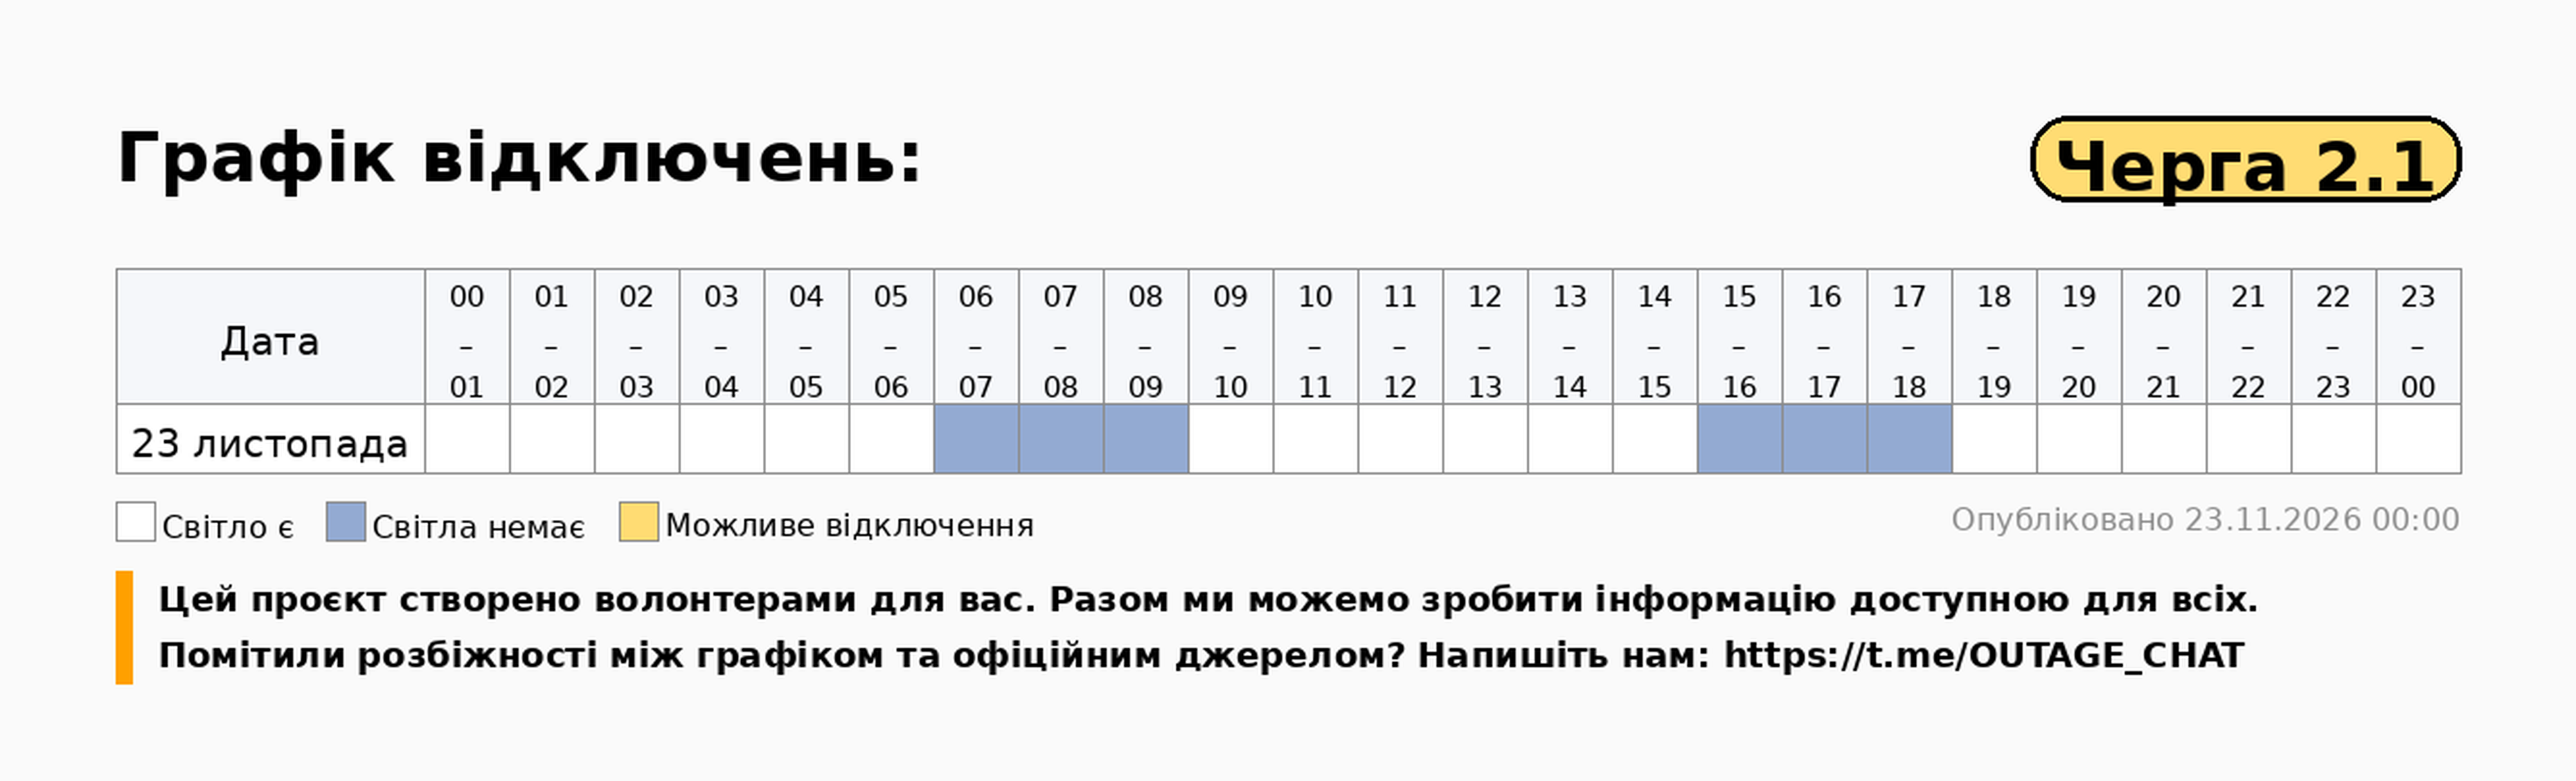 Графік відключень:
Черга 2.1
Дата 00 – 01 01 – 02 02 – 03 03 – 04 04 – 05 05 – 06 06 – 07 07 – 08 08 – 09 09 – 10 10 – 11 11 – 12 12 – 13 13 – 14 14 – 15 15 – 16 16 – 17 17 – 18 18 – 19 19 – 20 20 – 21 21 – 22 22 – 23 23 – 00
23 листопада
Світло є Світла немає Можливе відключення
Опубліковано 23.11.2026 00:00
Цей проєкт створено волонтерами для вас. Разом ми можемо зробити інформацію доступною для всіх.
Помітили розбіжності між графіком та офіційним джерелом? Напишіть нам: https://t.me/OUTAGE_CHAT